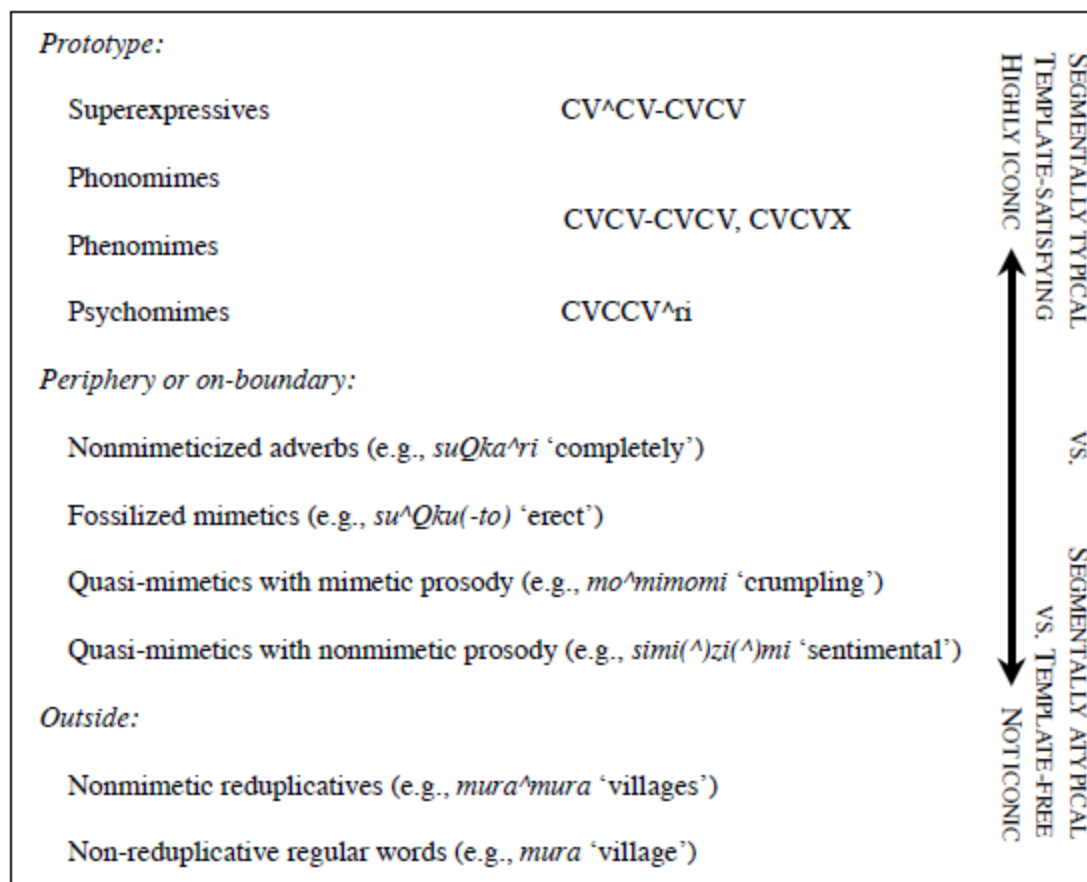 Prototype:
Superexpressives CV^CV-CVCV
Phonomimes
CVCV-CVCV, CVCVX
Phenomimes
Psychomimes CVCCV^ri
Periphery or on-boundary:
Nonmimeticized adverbs (e.g., suQka^ri ‘completely’)
Fossilized mimetics (e.g., su^Qku(-to) ‘erect’)
Quasi-mimetics with mimetic prosody (e.g., mo^mimomi ‘crumpling’)
Quasi-mimetics with nonmimetic prosody (e.g., simi(^)zi(^)mi ‘sentimental’)
Outside:
Nonmimetic reduplicatives (e.g., mura^mura ‘villages’)
Non-reduplicative regular words (e.g., mura ‘village’)
SEGMENTALLY TYPICAL VS. SEGMENTALLY ATYPICAL
TEMPLATE-SATISFYING VS. TEMPLATE-FREE
HIGHLY ICONIC NOT ICONIC